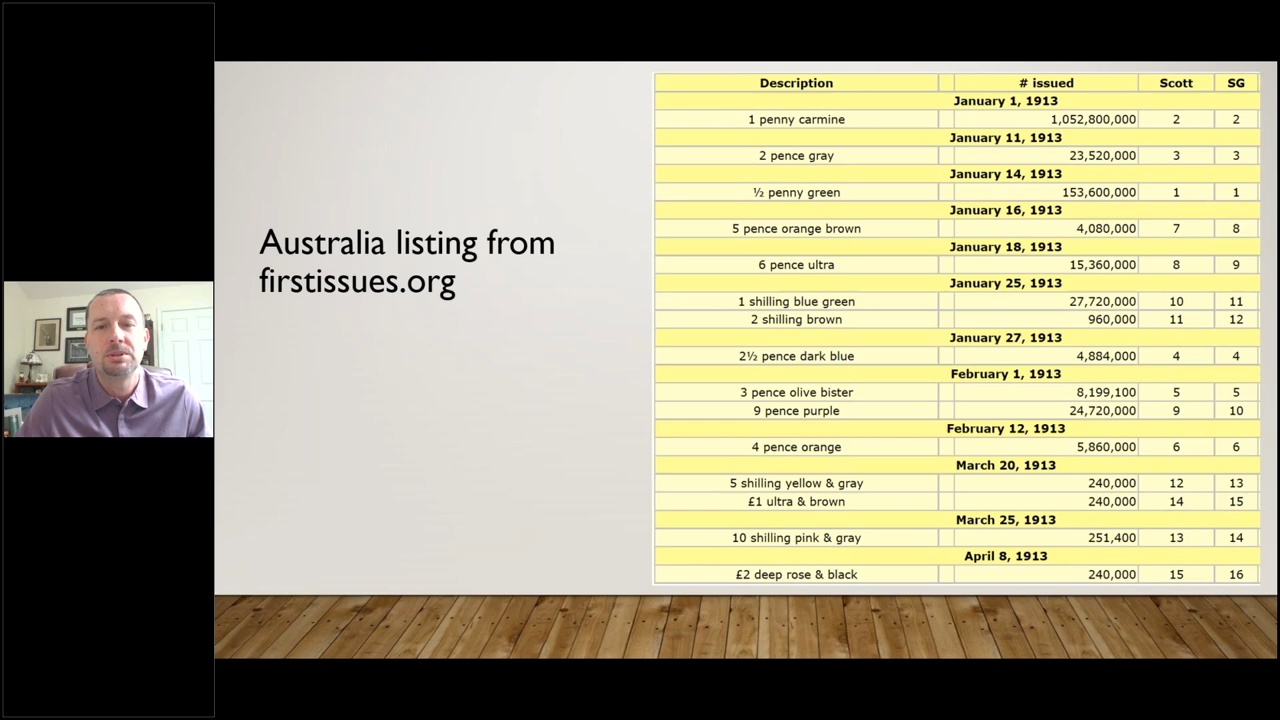 Australia listing from
firstissues.org
Description # issued Scott SG
January 1, 1913
1 penny carmine 1,052,800,000 2 2
January 11, 1913
2 pence gray 23,520,000 3 3
January 14, 1913
½ penny green 153,600,000 1 1
January 16, 1913
5 pence orange brown 4,080,000 7 8
January 18, 1913
6 pence ultra 15,360,000 8 9
January 25, 1913
1 shilling blue green 27,720,000 10 11
2 shilling brown 960,000 11 12
January 27, 1913
2½ pence dark blue 4,884,000 4 4
February 1, 1913
3 pence olive bister 8,199,100 5 5
9 pence purple 24,720,000 9 10
February 12, 1913
4 pence orange 5,860,000 6 6
March 20, 1913
5 shilling yellow & gray 240,000 12 13
£1 ultra & brown 240,000 14 15
March 25, 1913
10 shilling pink & gray 251,400 13 14
April 8, 1913
£2 deep rose & black 240,000 15 16